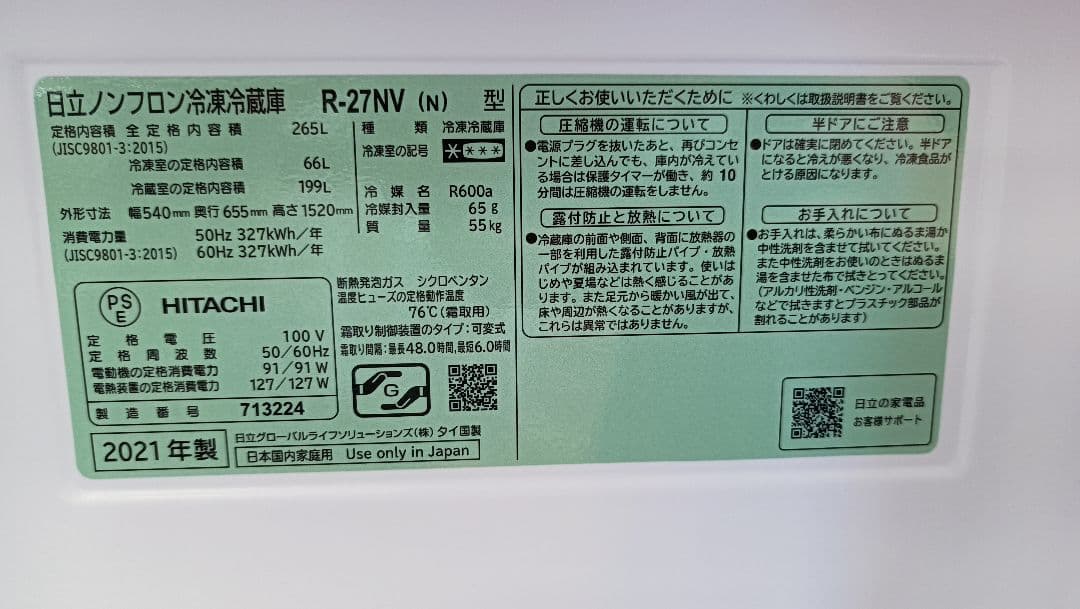 日立ノンフロン冷凍冷蔵庫 R-27NV (N) 型
定格内容積 全定格内容積 265L
(JISC9801-3:2015)
冷凍室の定格内容積 66L
冷蔵室の定格内容積 199L
外形寸法 幅540mm 奥行655mm 高さ1520mm
消費電力量 50Hz 327kWh/年
(JISC9801-3:2015) 60Hz 327kWh/年
種類 冷凍冷蔵庫
冷凍室の記号 ****
冷媒名 R600a
冷媒封入量 65g
質量 55kg
PSE HITACHI
定格電圧 100V
定格周波数 50/60Hz
電動機の定格消費電力 91/91W
電熱装置の定格消費電力 127/127W
製造番号 713224
断熱発泡ガス シクロペンタン
温度ヒューズの定格動作温度
76℃(霜取用)
霜取り制御装置のタイプ:可変式
霜取り間隔:最長48.0時間,最短6.0時間
G
2021年製
日立グローバルライフソリューションズ(株) タイ国製
日本国内家庭用 Use only in Japan
正しくお使いいただくために ※くわしくは取扱説明書をご覧ください。
圧縮機の運転について
●電源プラグを抜いたあと、再びコンセ
ントに差し込んでも、庫内が冷えてい
る場合は保護タイマーが働き、約10
分間は圧縮機の運転をしません。
露付防止と放熱について
●冷蔵庫の前面や側面、背面に放熱器の
一部を利用した露付防止パイプ・放熱
パイプが組み込まれています。使いは
じめや夏場などは熱く感じることがあ
ります。また足元から暖かい風が出て、
床や周辺が熱くなることがありますが、
これらは異常ではありません。
半ドアにご注意
●ドアは確実に閉めてください。半ドア
になると冷えが悪くなり、冷凍食品が
とける原因になります。
お手入れについて
●お手入れは、柔らかい布にぬるま湯か
中性洗剤を含ませて拭いてください。
また中性洗剤をお使いのときはぬるま
湯を含ませた布で拭きとってください。
(アルカリ性洗剤・ベンジン・アルコール
などで拭きますとプラスチック部品が
割れることがあります)
日立の家電品
お客様サポート